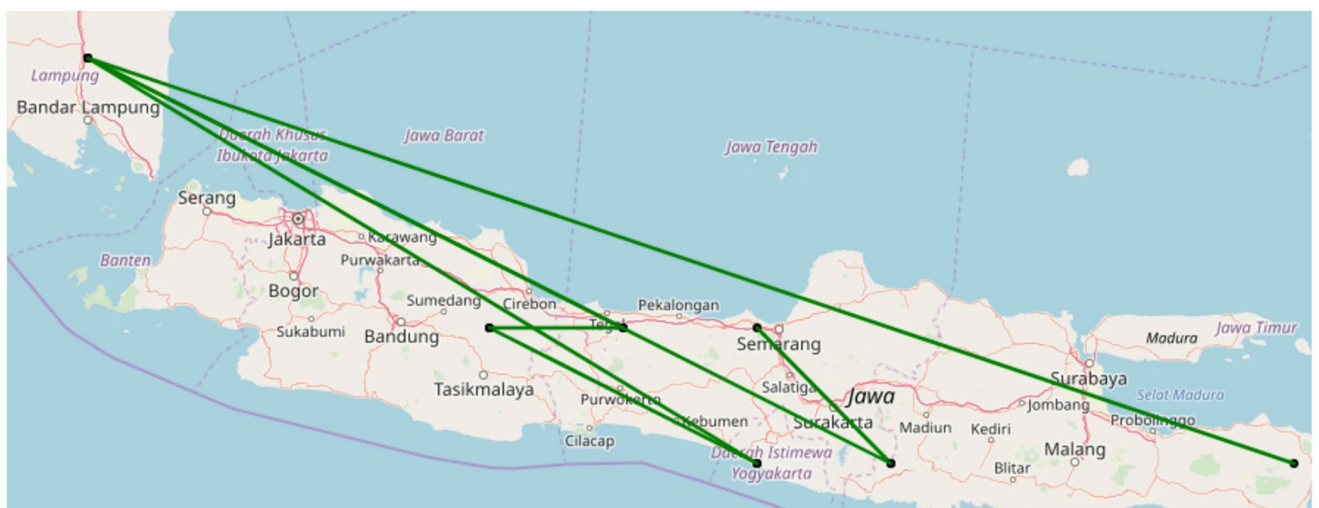 Lampung
Bandar Lampung
Daerah Khusus
Ibukota Jakarta
Jawa Barat
Jawa Tengah
Serang
Jakarta
Karawang
Banten
Purwakarta
Bogor
Sumedang
Cirebon
Pekalongan
Sukabumi
Bandung
Tegal
Semarang
Madura
Jawa Timur
Tasikmalaya
Purwokerto
Salatiga
Jawa
Surabaya
Selat Madura
Jombang
Kebumen
Surakarta
Madiun
Kediri
Probolinggo
Cilacap
Daerah Istimewa
Yogyakarta
Malang
Blitar